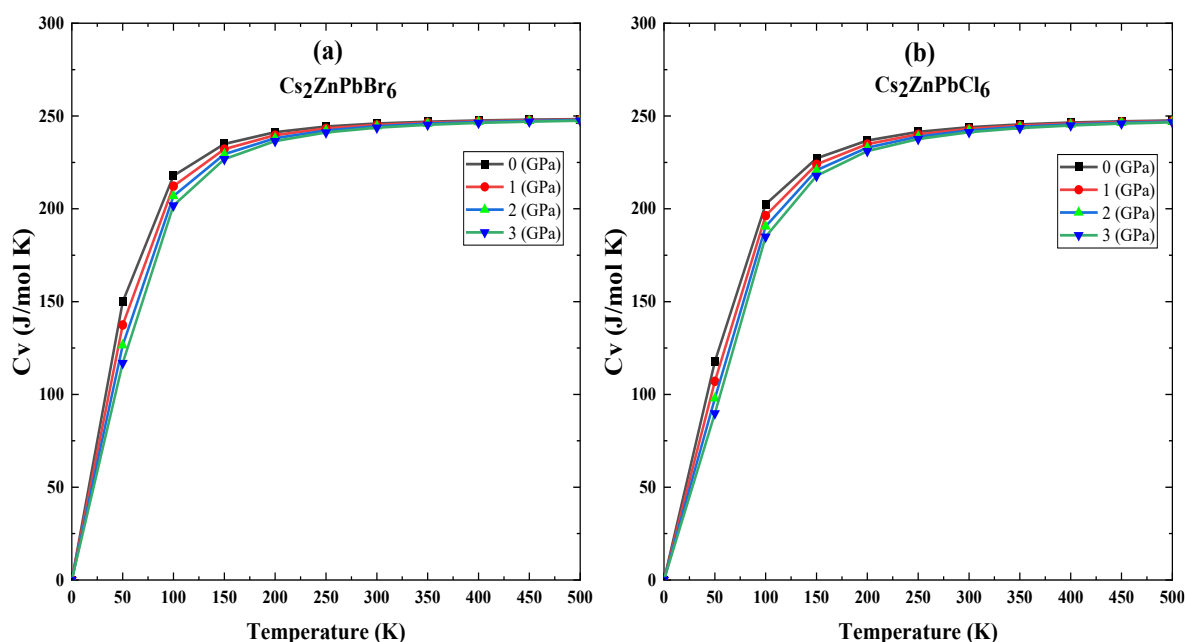 (a)
Cs2ZnPbBr6
Cv (J/mol K)
300
250
200
150
100
50
0
0 (GPa)
1 (GPa)
2 (GPa)
3 (GPa)
0 50 100 150 200 250 300 350 400 450 500
Temperature (K)
(b)
Cs2ZnPbCl6
Cv (J/mol K)
300
250
200
150
100
50
0
0 (GPa)
1 (GPa)
2 (GPa)
3 (GPa)
0 50 100 150 200 250 300 350 400 450 500
Temperature (K)